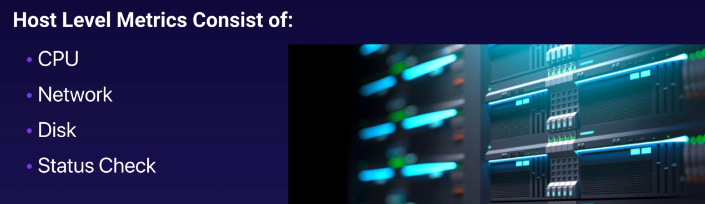 Host Level Metrics Consist of:
• CPU
• Network
• Disk
• Status Check